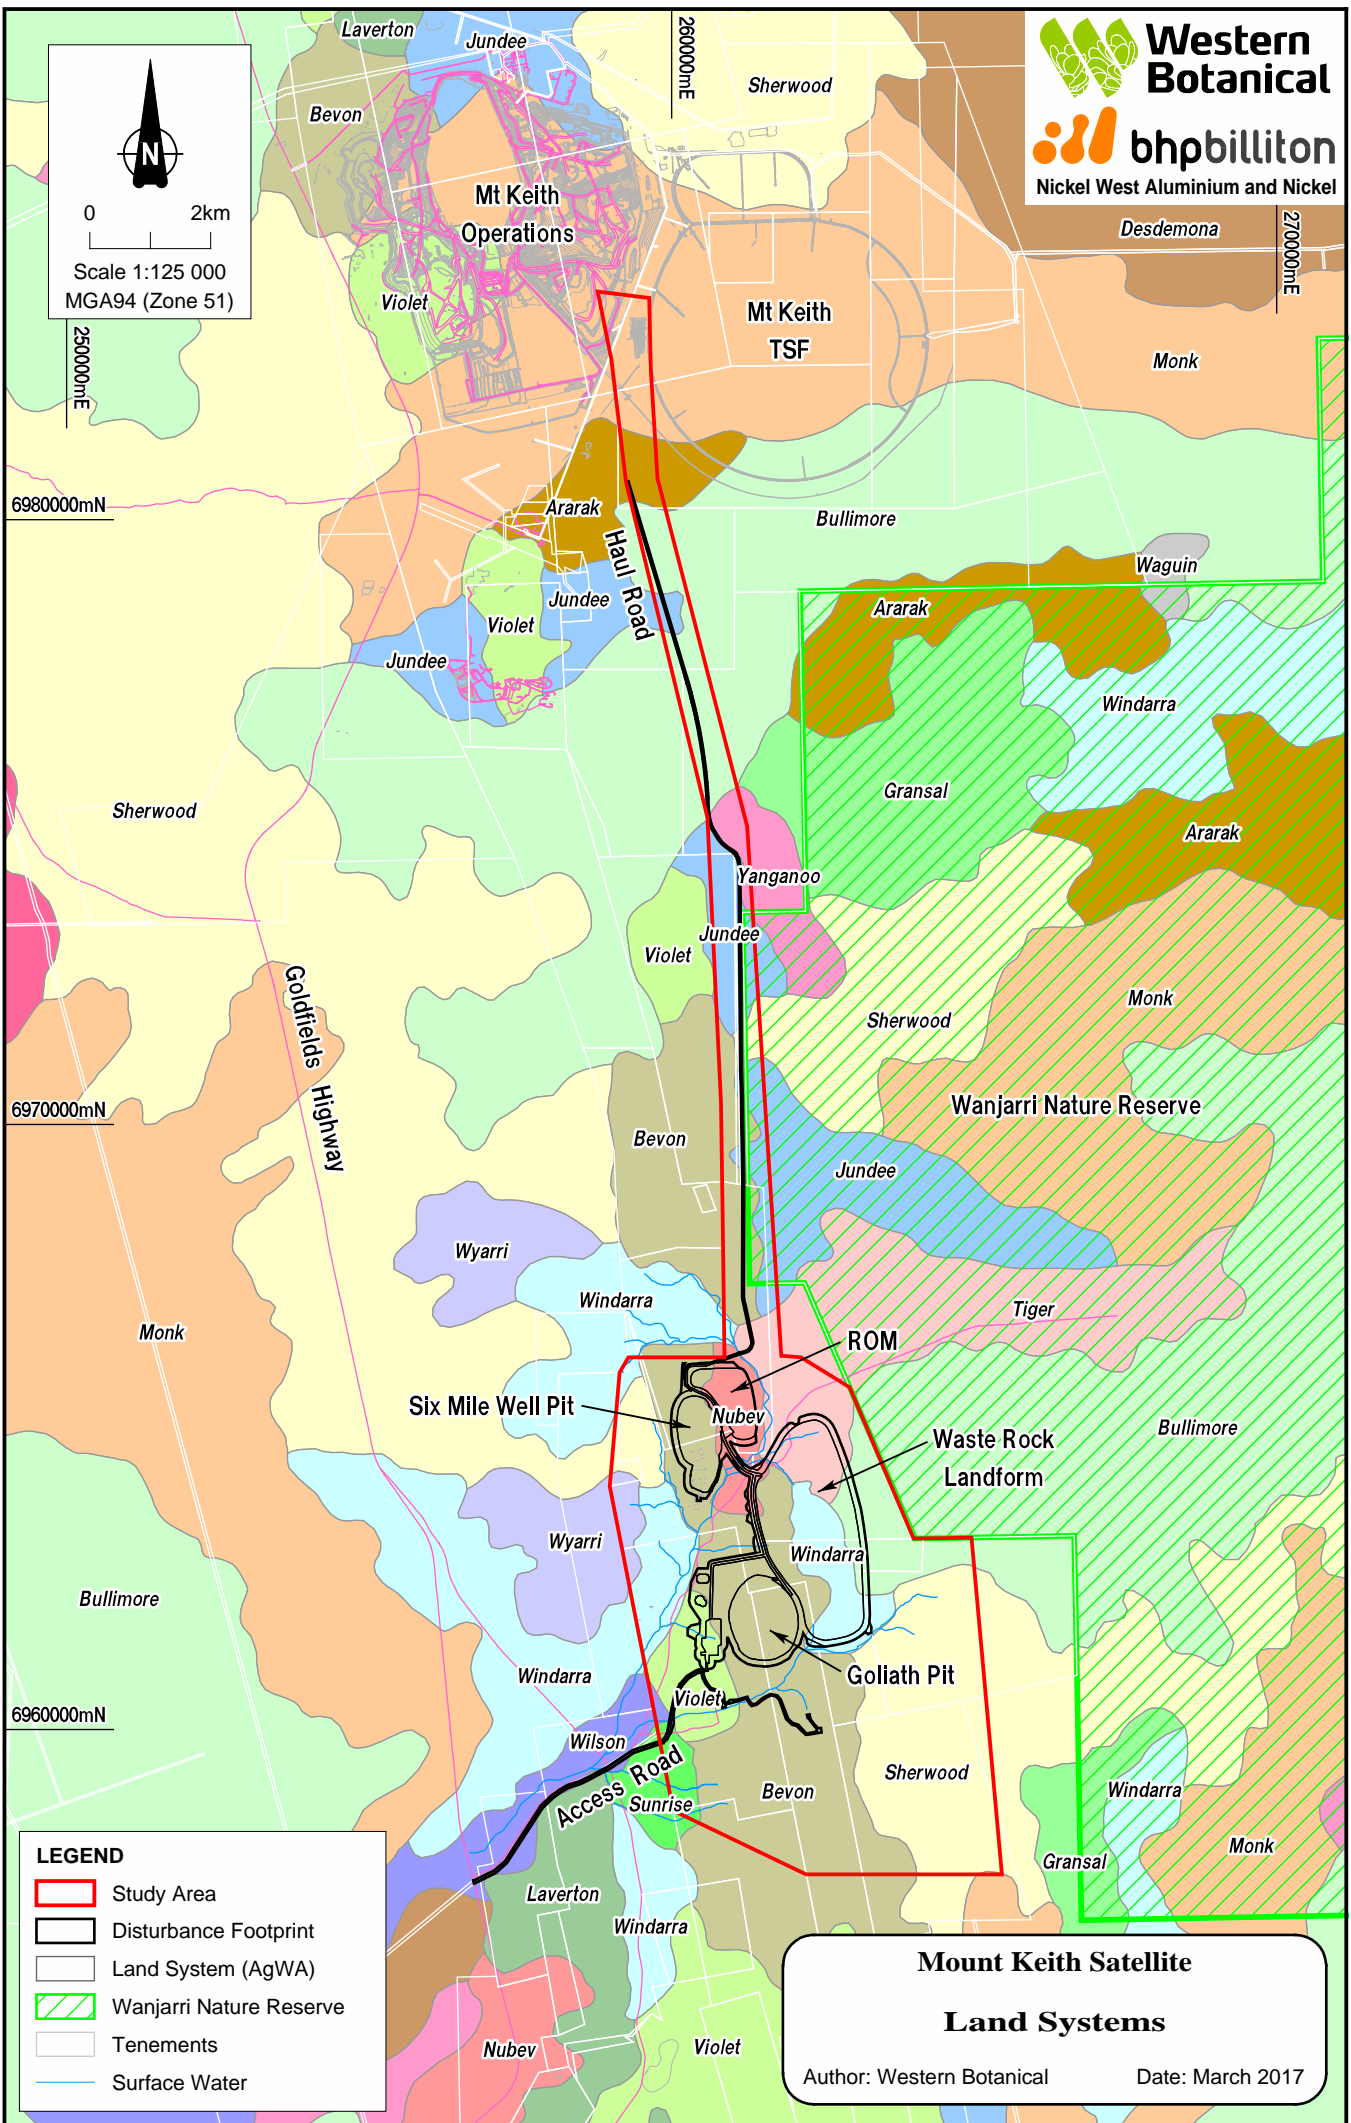 Laverton
Jundee
260000mE
Western
Botanical
Sherwood
bhpbilliton
Nickel West Aluminium and Nickel
N
0 2km
Scale 1:125 000
MGA94 (Zone 51)
Bevon
Mt Keith
Operations
Desdemona
270000mE
Violet
Mt Keith
TSF
250000mE
Monk
6980000mN
Ararak
Bullimore
Haul Road
Waguin
Jundee
Ararak
Violet
Jundee
Windarra
Gransal
Sherwood
Ararak
Yanganoo
Jundee
Violet
Goldfields Highway
Monk
Sherwood
6970000mN
Wanjarri Nature Reserve
Bevon
Jundee
Wyarri
Windarra
Tiger
Monk
ROM
Six Mile Well Pit
Nubev
Bullimore
Waste Rock
Landform
Wyarri
Windarra
Bullimore
Windarra
Goliath Pit
Violet
6960000mN
Wilson
Access Road
Sherwood
Bevon
Windarra
Sunrise
Monk
Gransal
Laverton
Windarra
LEGEND
Study Area
Disturbance Footprint
Land System (AgWA)
Wanjarri Nature Reserve
Tenements
Surface Water
Nubev
Violet
Mount Keith Satellite
Land Systems
Author: Western Botanical Date: March 2017